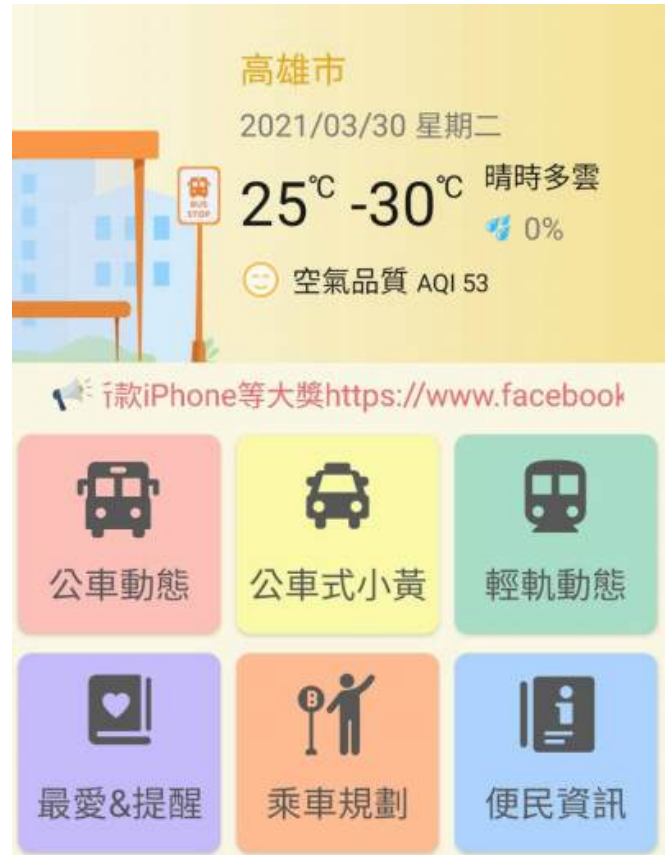 高雄市
2021/03/30 星期二
25℃ -30℃ 晴時多雲
0%
空氣品質 AQI 53
BUS
STOP
款iPhone等大獎https://www.facebook
公車動態 公車式小黃 輕軌動態
B
最愛&提醒 乘車規劃 便民資訊